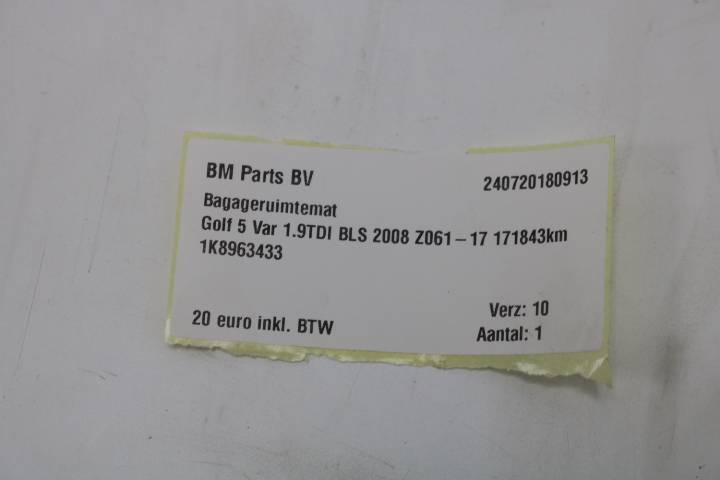 BM Parts BV 240720180913
Bagageruimtemat
Golf 5 Var 1.9TDI BLS 2008 Z061-17 171843km
1K8963433
20 euro inkl. BTW Verz: 10
Aantal: 1